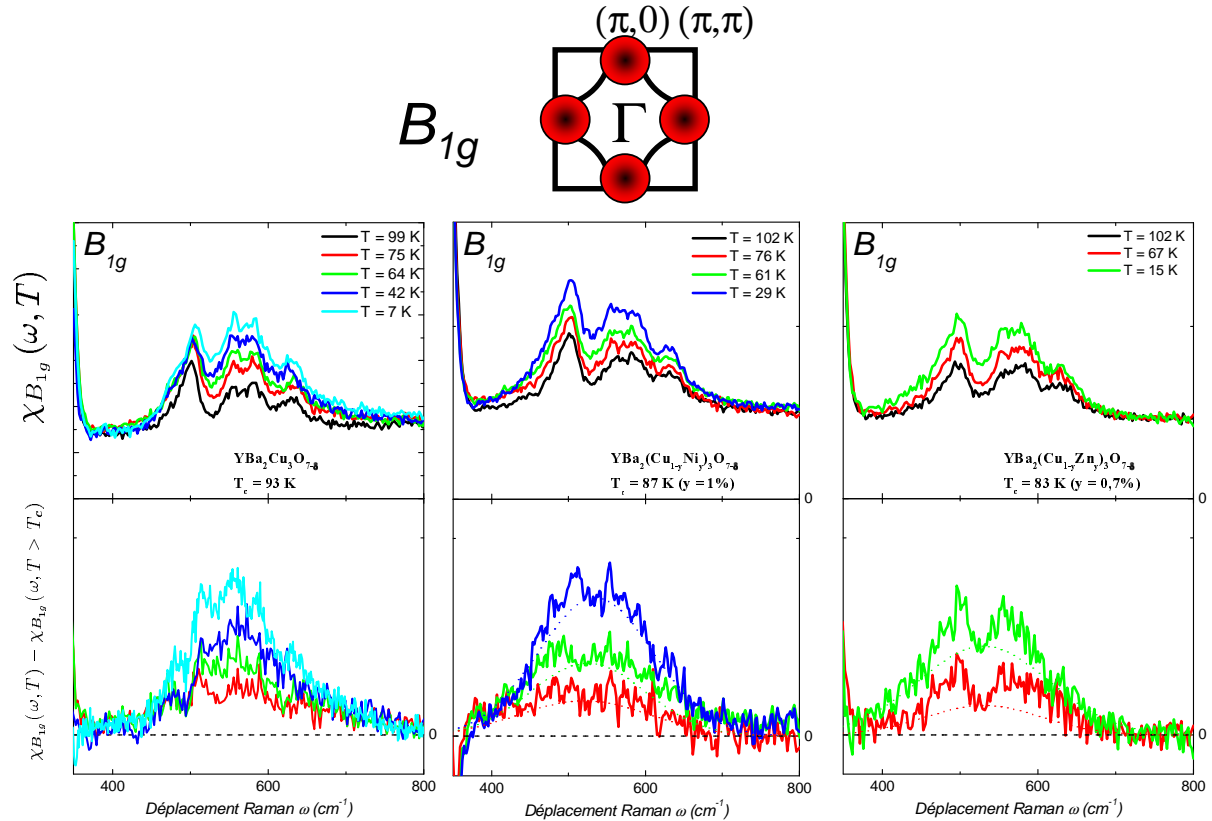 (π,0) (π,π)
B1g
Γ
χB1g (ω, T)
B1g
T = 99 K
T = 75 K
T = 64 K
T = 42 K
T = 7 K
YBa2Cu3O7-δ
Tc = 93 K
B1g
T = 102 K
T = 76 K
T = 61 K
T = 29 K
YBa2(Cu1-yNiy)3O7-δ
Tc = 87 K (y = 1%)
0
B1g
T = 102 K
T = 67 K
T = 15 K
YBa2(Cu1-yZny)3O7-δ
Tc = 83 K (y = 0,7%)
0
χB1g (ω, T) − χB1g (ω, T > Tc)
0
0
0
400 600 800
400 600 800
400 600 800
Déplacement Raman ω (cm-1)
Déplacement Raman ω (cm-1)
Déplacement Raman ω (cm-1)